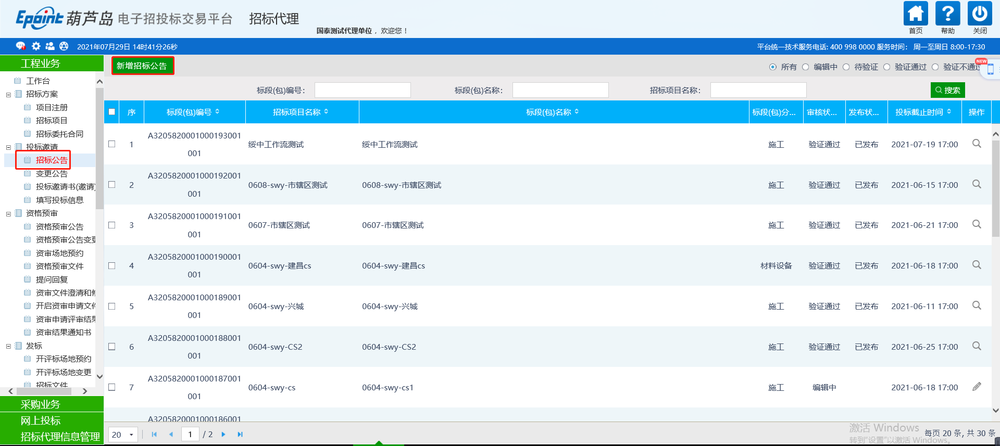 Epoint 葫芦岛 电子招投标交易平台 招标代理
国泰测试代理单位 ， 欢迎您！
首页 帮助 关闭
2021年07月29日 14时41分26秒
平台统一技术服务电话: 400 998 0000 服务时间： 周一至周日 8:00-17:30
工程业务
工作台
招标方案
项目注册
招标项目
招标委托合同
投标邀请
招标公告
变更公告
投标邀请书(邀请)
填写投标信息
资格预审
资格预审公告
资格预审公告变更
资审场地预约
资格预审文件
提问回复
资审文件澄清和修
开启资审申请文件
资审申请评审结果
资审结果通知书
发标
开评标场地预约
开评标场地变更
招标文件
采购业务
网上投标
招标代理信息管理
新增招标公告
所有 编辑中 待验证 验证通过 验证不通过
NEW
标段(包)编号： 标段(包)名称： 招标项目名称： 搜索
序 标段(包)编号 招标项目名称 标段(包)名称 标段(包)分... 审核状... 发布状... 投标截止时间 操作
1 A3205820001000193001001 绥中工作流测试 绥中工作流测试 施工 验证通过 已发布 2021-07-19 17:00
2 A3205820001000192001001 0608-swy-市辖区测试 0608-swy-市辖区测试 施工 验证通过 已发布 2021-06-15 17:00
3 A3205820001000191001001 0607-市辖区测试 0607-市辖区测试 施工 验证通过 已发布 2021-06-21 17:00
4 A3205820001000190001001 0604-swy-建昌cs 0604-swy-建昌cs 材料设备 验证通过 已发布 2021-06-18 17:00
5 A3205820001000189001001 0604-swy-兴城 0604-swy-兴城 施工 验证通过 已发布 2021-06-11 17:00
6 A3205820001000188001001 0604-swy-CS2 0604-swy-CS2 施工 验证通过 已发布 2021-06-25 17:00
7 A3205820001000187001001 0604-swy-cs 0604-swy-cs1 施工 编辑中 2021-06-18 17:00
A3205820001000186001
20 1 / 2
激活 Windows
转到"设置"以激活 Windows。
每页 20 条, 共 30 条